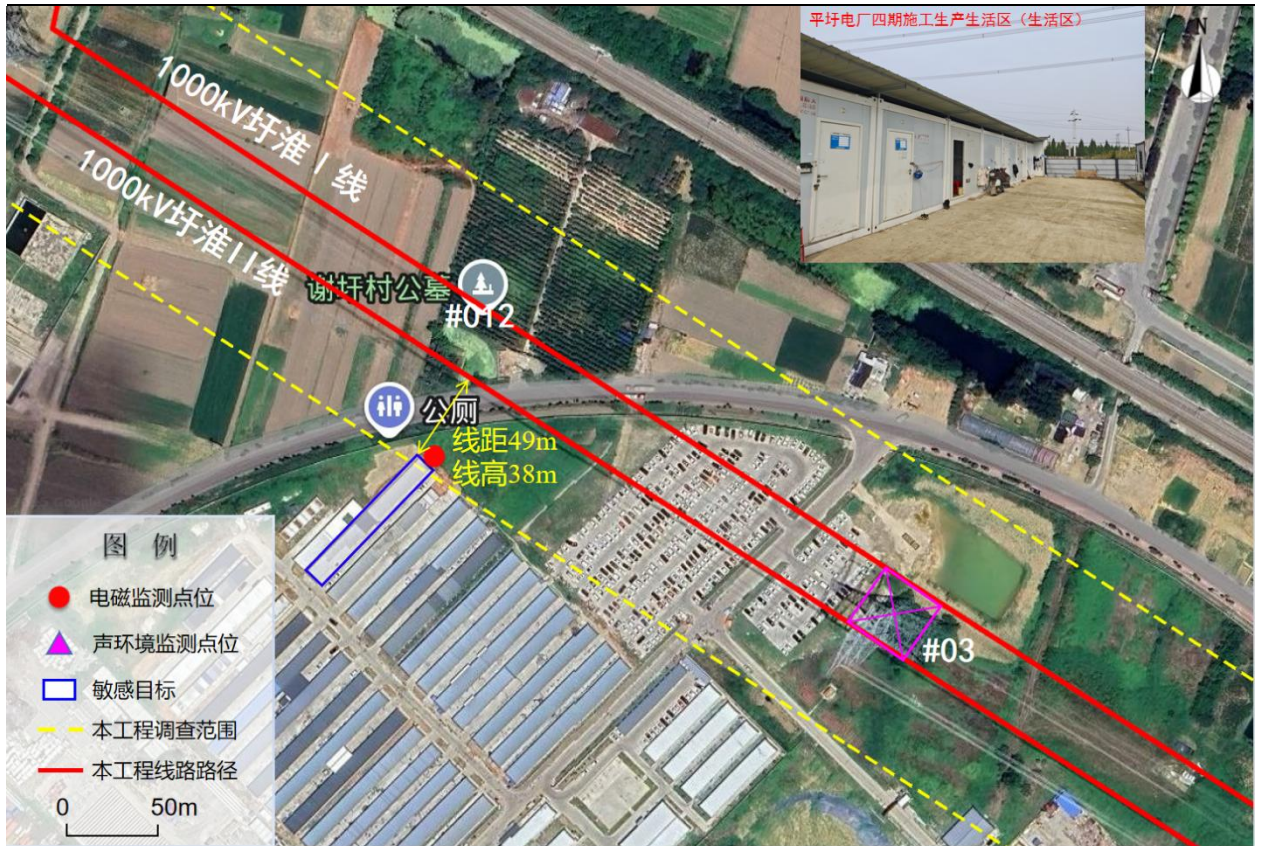 平圩电厂四期施工生产生活区（生活区）
N
1000kV圩淮I线
1000kV圩淮II线
谢圩村公墓
#012
公厕
线距49m
线高38m
#03
图 例
电磁监测点位
声环境监测点位
敏感目标
本工程调查范围
本工程线路路径
0 50m